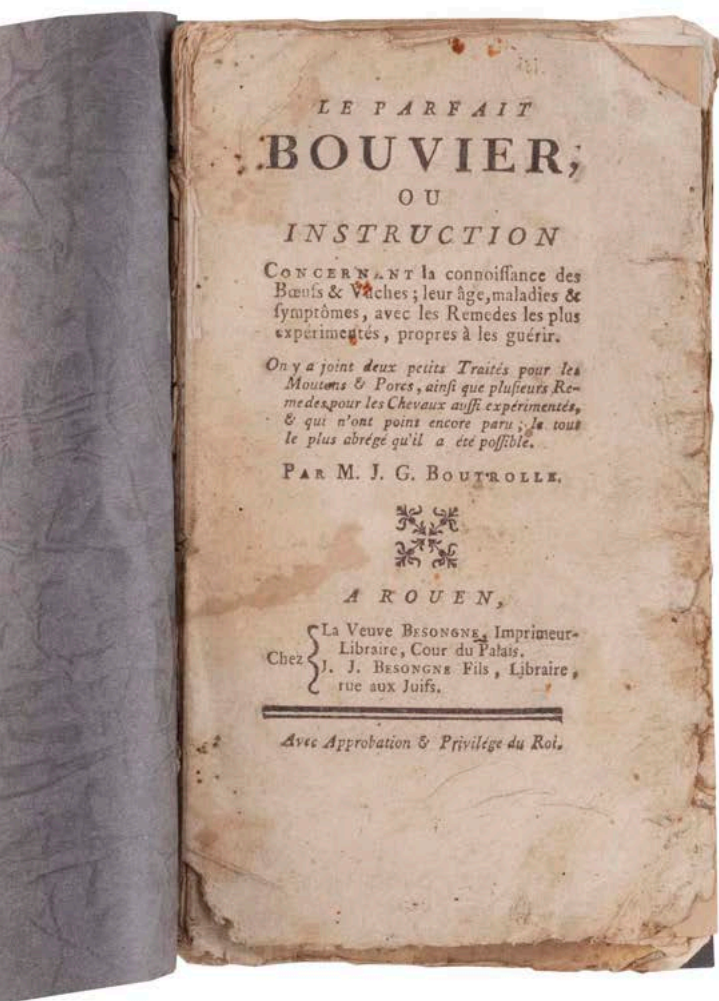 LE PARFAIT
BOUVIER,
OU
INSTRUCTION
CONCERNANT la connoiſſance des
Bœufs & Vaches ; leur âge, maladies &
ſymptômes, avec les Remedes les plus
expérimentés, propres à les guérir.
On y a joint deux petits Traités pour les
Moutons & Porcs, ainſi que pluſieurs Re-
medes pour les Chevaux auſſi expérimentés,
& qui n'ont point encore paru ; le tout
le plus abrégé qu'il a été poſſible.
PAR M. J. G. BOUTROLLE.
A ROUEN,
Chez
La Veuve BESONGNE, Imprimeur-
Libraire, Cour du Palais.
J. J. BESONGNE Fils, Libraire,
rue aux Juifs.
Avec Approbation & Privilége du Roi.